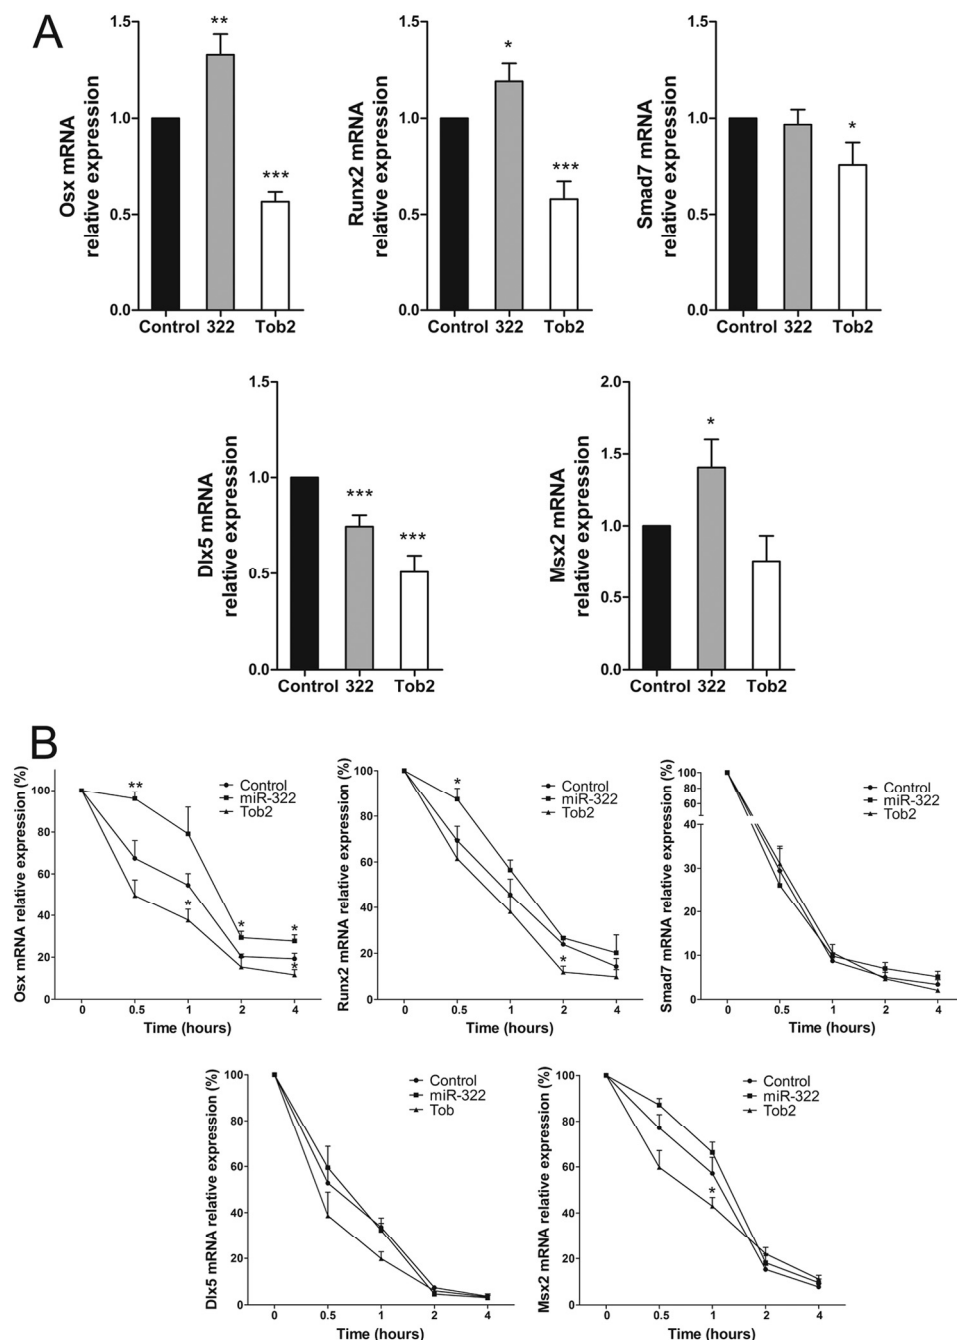 A
Osx mRNA
relative expression
1.5
1.0
0.5
0.0
**
***
Control 322 Tob2
Runx2 mRNA
relative expression
1.5
1.0
0.5
0.0
*
***
Control 322 Tob2
Smad7 mRNA
relative expression
1.5
1.0
0.5
0.0
*
Control 322 Tob2
Dlx5 mRNA
relative expression
1.5
1.0
0.5
0.0
***
***
Control 322 Tob2
Msx2 mRNA
relative expression
2.0
1.5
1.0
0.5
0.0
*
Control 322 Tob2
B
Osx mRNA relative expression (%)
100
80
60
40
20
0
**
*
*
*
*
Control
miR-322
Tob2
0 0.5 1 2 4
Time (hours)
Runx2 mRNA relative expression (%)
100
80
60
40
20
0
*
*
Control
miR-322
Tob2
0 0.5 1 2 4
Time (hours)
Smad7 mRNA relative expression (%)
100
80
60
40
30
20
10
0
Control
miR-322
Tob2
0 0.5 1 2 4
Time (hours)
Dlx5 mRNA relative expression (%)
100
80
60
40
20
0
Control
miR-322
Tob
0 0.5 1 2 4
Time (hours)
Msx2 mRNA relative expression (%)
100
80
60
40
20
0
*
Control
miR-322
Tob2
0 0.5 1 2 4
Time (hours)